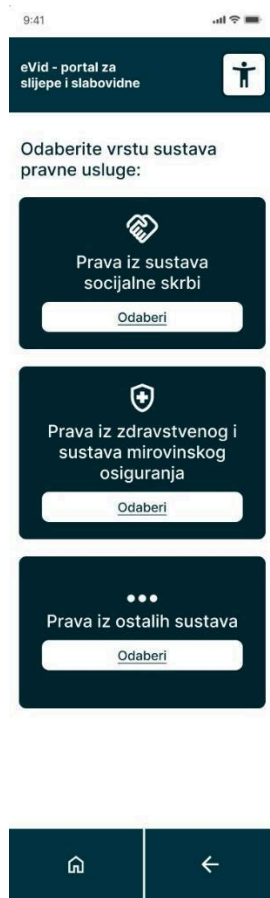 9:41
eVid - portal za
slijepe i slabovidne
Odaberite vrstu sustava
pravne usluge:
Prava iz sustava
socijalne skrbi
Odaberi
Prava iz zdravstvenog i
sustava mirovinskog
osiguranja
Odaberi
Prava iz ostalih sustava
Odaberi